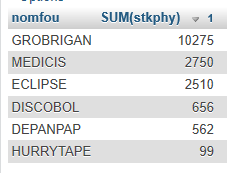 nomfou SUM(stkphy) 1
GROBRIGAN 10275
MEDICIS 2750
ECLIPSE 2510
DISCOBOL 656
DEPANPAP 562
HURRYTAPE 99